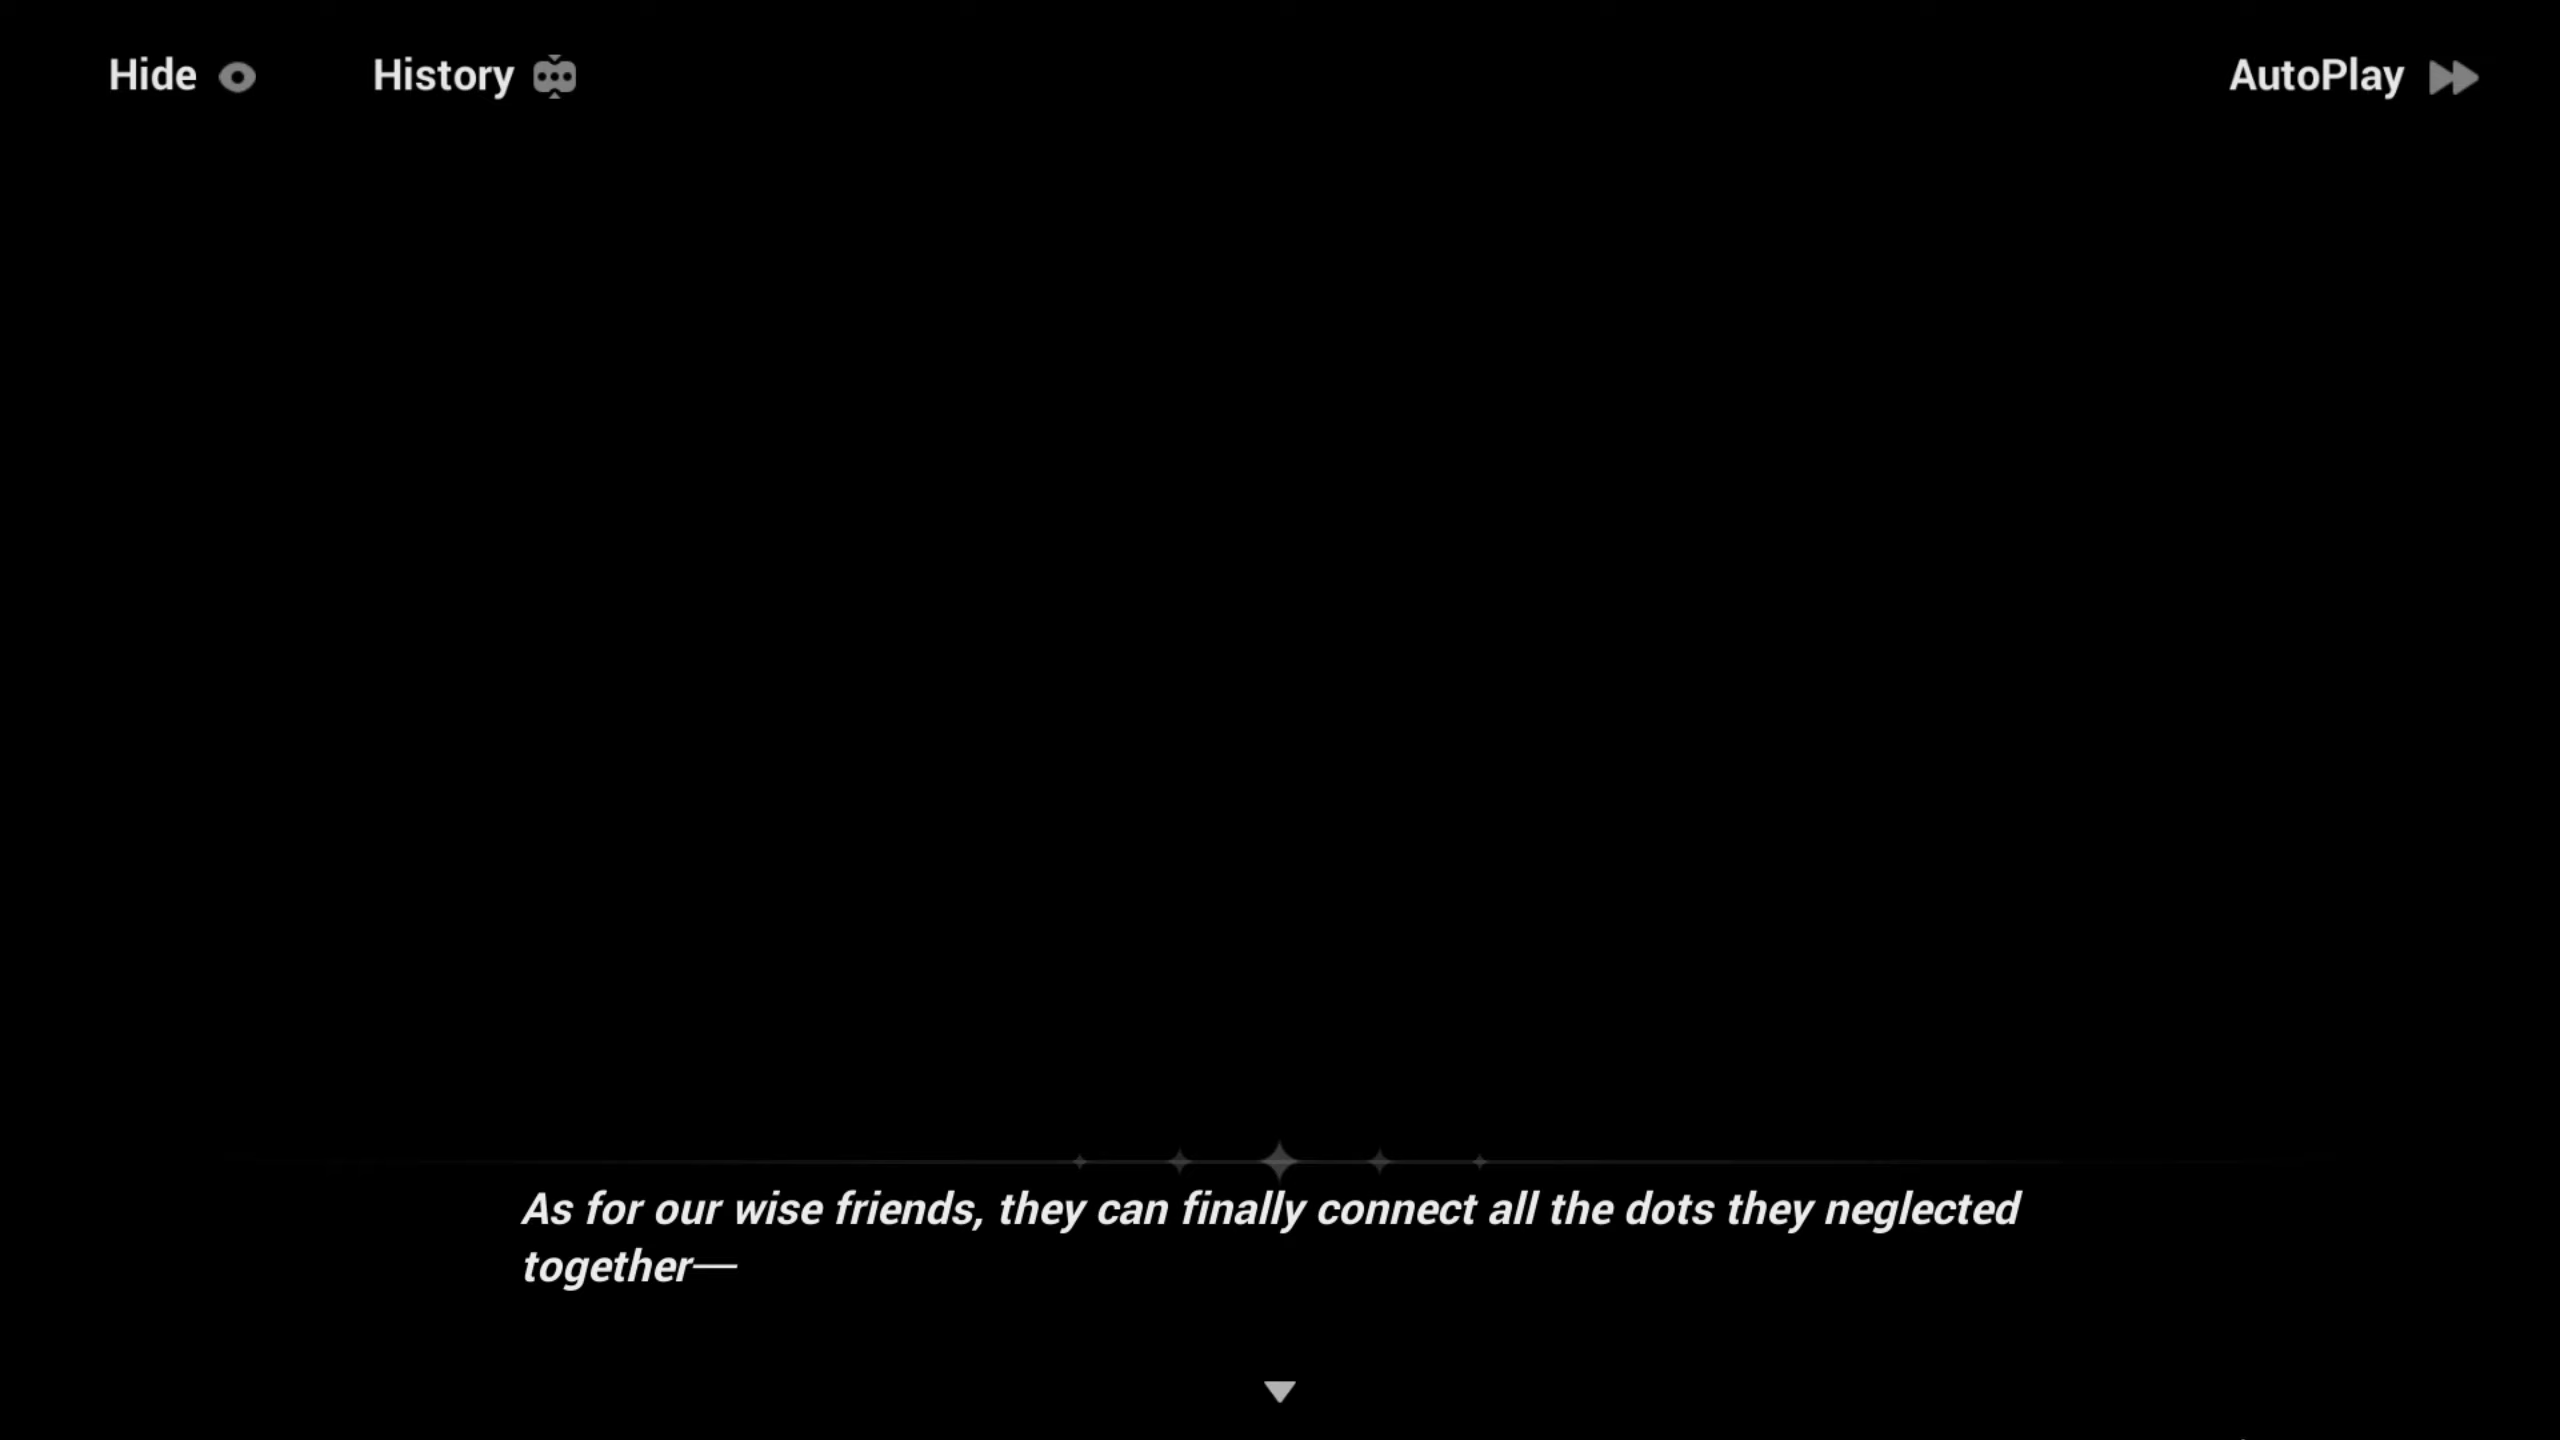 Hide
History
AutoPlay
As for our wise friends, they can finally connect all the dots they neglected
together—